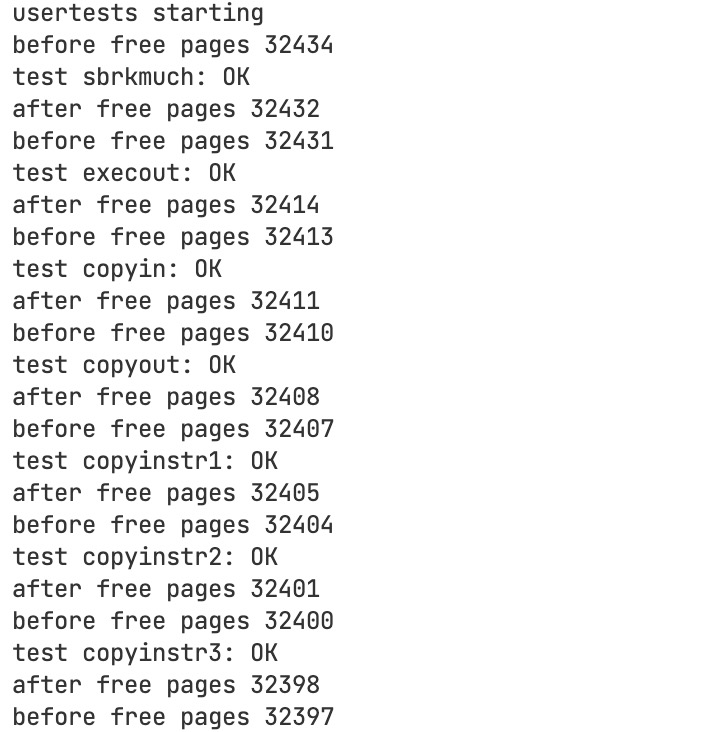 usertests starting
before free pages 32434
test sbrkmuch: OK
after free pages 32432
before free pages 32431
test execout: OK
after free pages 32414
before free pages 32413
test copyin: OK
after free pages 32411
before free pages 32410
test copyout: OK
after free pages 32408
before free pages 32407
test copyinstr1: OK
after free pages 32405
before free pages 32404
test copyinstr2: OK
after free pages 32401
before free pages 32400
test copyinstr3: OK
after free pages 32398
before free pages 32397